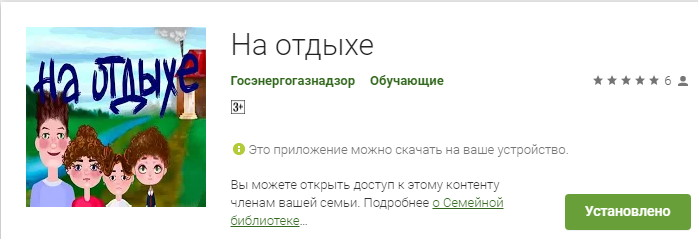 на отдыхе
На отдыхе
Госэнергогазнадзор Обучающие
6
3+
Это приложение можно скачать на ваше устройство.
Вы можете открыть доступ к этому контенту
членам вашей семьи. Подробнее о Семейной
библиотеке...
Установлено